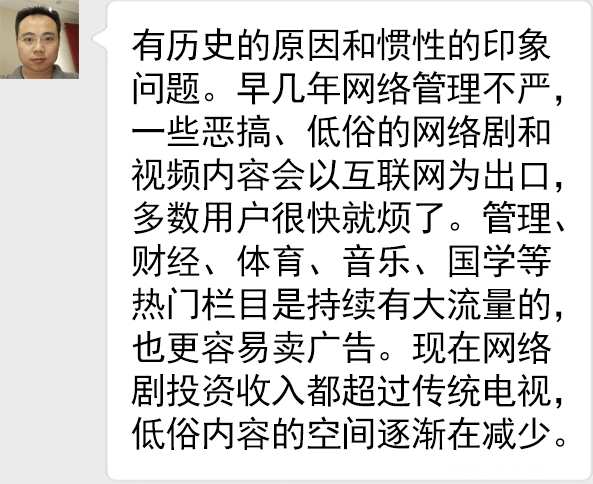 有历史的原因和惯性的印象
问题。早几年网络管理不严，
一些恶搞、低俗的网络剧和
视频内容会以互联网为出口，
多数用户很快就烦了。管理、
财经、体育、音乐、国学等
热门栏目是持续有大流量的，
也更容易卖广告。现在网络
剧投资收入都超过传统电视，
低俗内容的空间逐渐在减少。